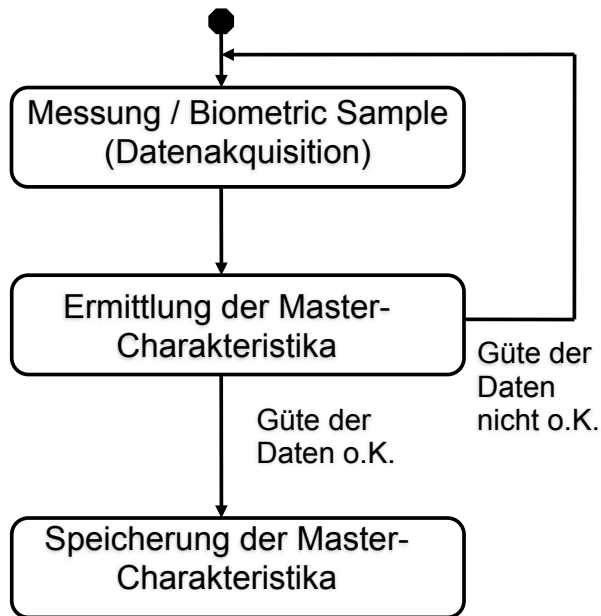 Messung / Biometric Sample
(Datenakquisition)
Ermittlung der Master-
Charakteristika
Güte der
Daten
nicht o.K.
Güte der
Daten o.K.
Speicherung der Master-
Charakteristika